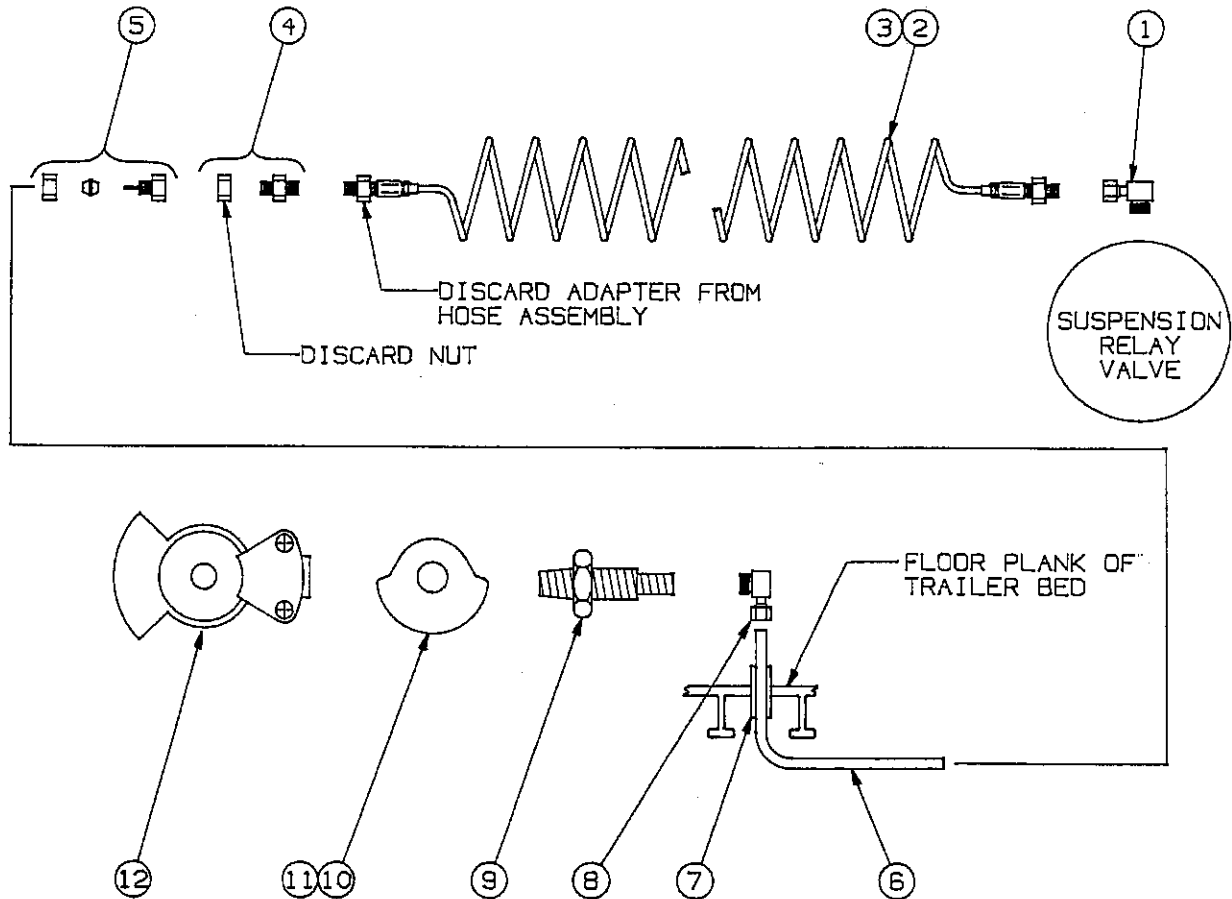 5
4
3 2
1
DISCARD ADAPTER FROM
HOSE ASSEMBLY
DISCARD NUT
SUSPENSION
RELAY
VALVE
FLOOR PLANK OF
TRAILER BED
12
11 10
9
8
7
6